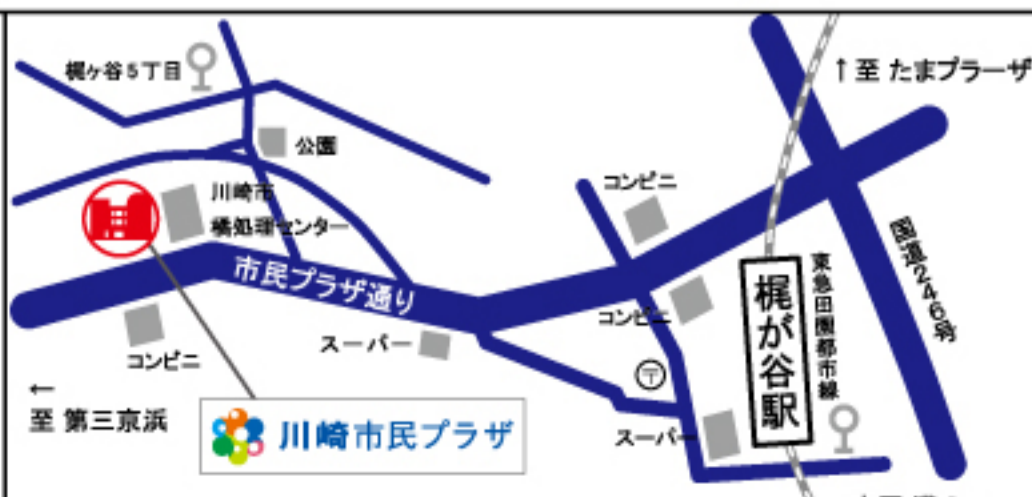 梶ヶ谷5丁目
↑至 たまプラーザ
公園
コンビニ
川崎市
橘処理センター
市民プラザ通り
国道246号
東急田園都市線
梶が谷駅
コンビニ
スーパー
コンビニ
〒
←
至 第三京浜
川崎市民プラザ
スーパー